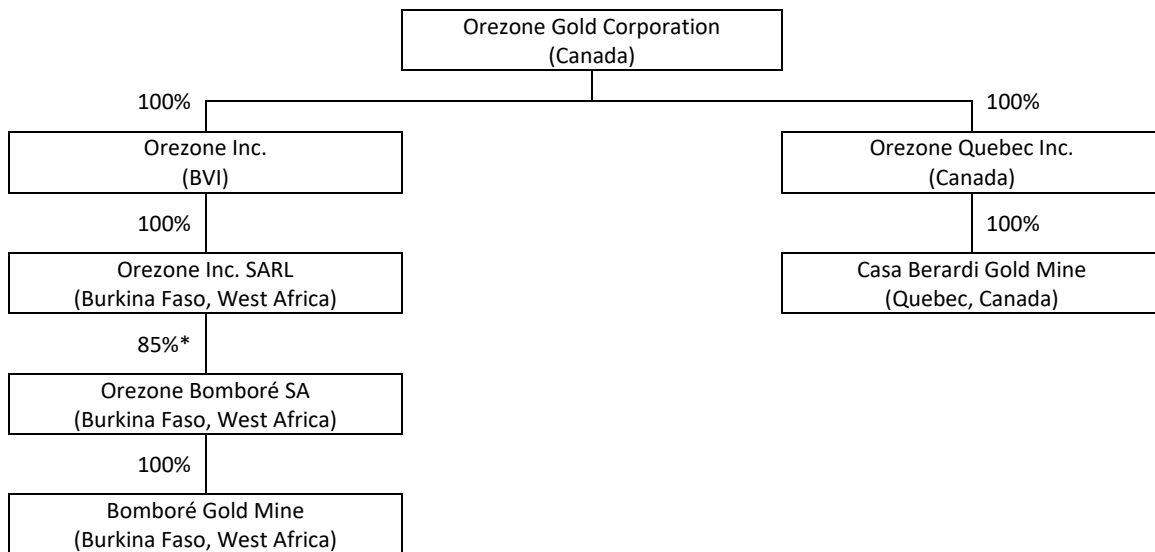 Orezone Gold Corporation
(Canada)
100%
100%
Orezone Inc.
(BVI)
Orezone Quebec Inc.
(Canada)
100%
100%
Orezone Inc. SARL
(Burkina Faso, West Africa)
Casa Berardi Gold Mine
(Quebec, Canada)
85%*
Orezone Bomboré SA
(Burkina Faso, West Africa)
100%
Bomboré Gold Mine
(Burkina Faso, West Africa)